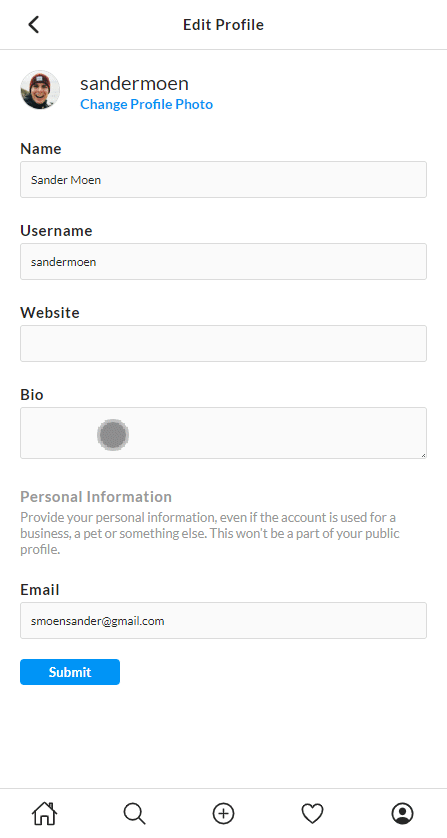 Edit Profile
sandermoen
Change Profile Photo
Name
Sander Moen
Username
sandermoen
Website
Bio
Personal Information
Provide your personal information, even if the account is used for a
business, a pet or something else. This won't be a part of your public
profile.
Email
smoensander@gmail.com
Submit